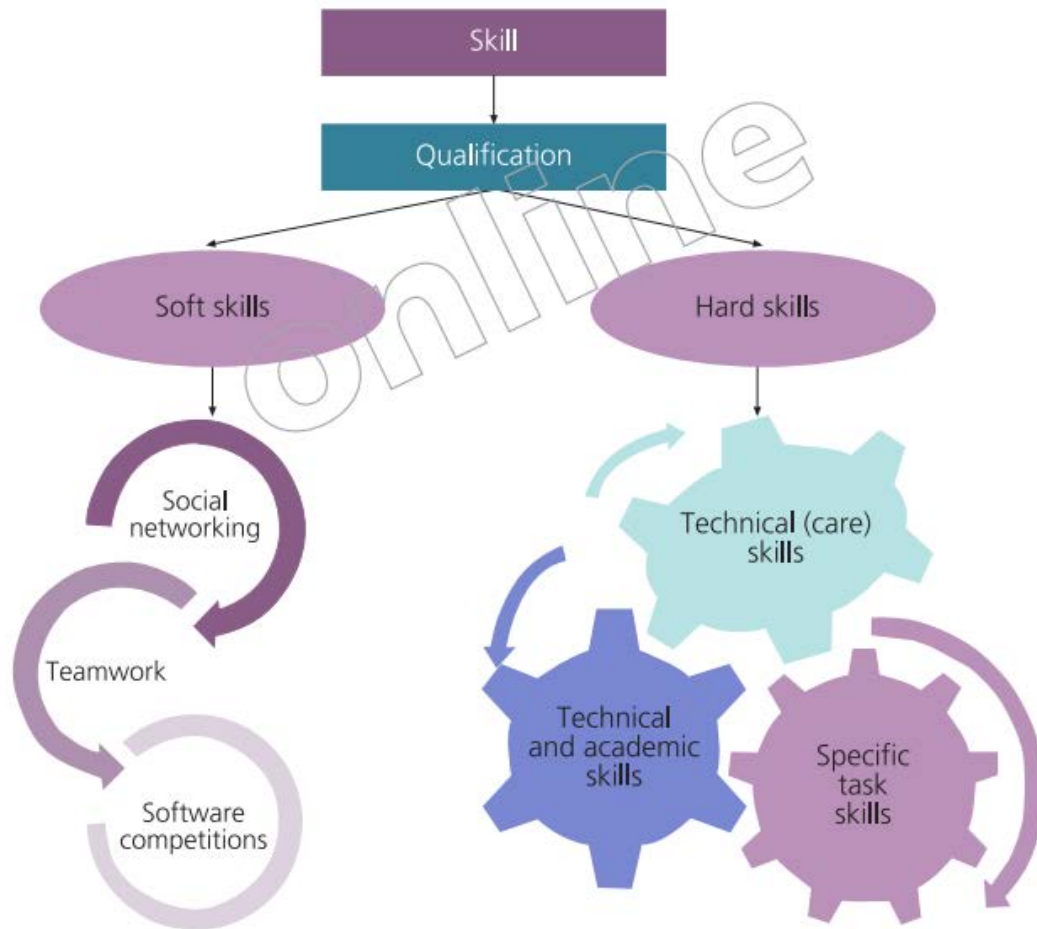 Skill
Qualification
online
Soft skills
Hard skills
Social
networking
Teamwork
Software
competitions
Technical (care)
skills
Technical
and academic
skills
Specific
task
skills